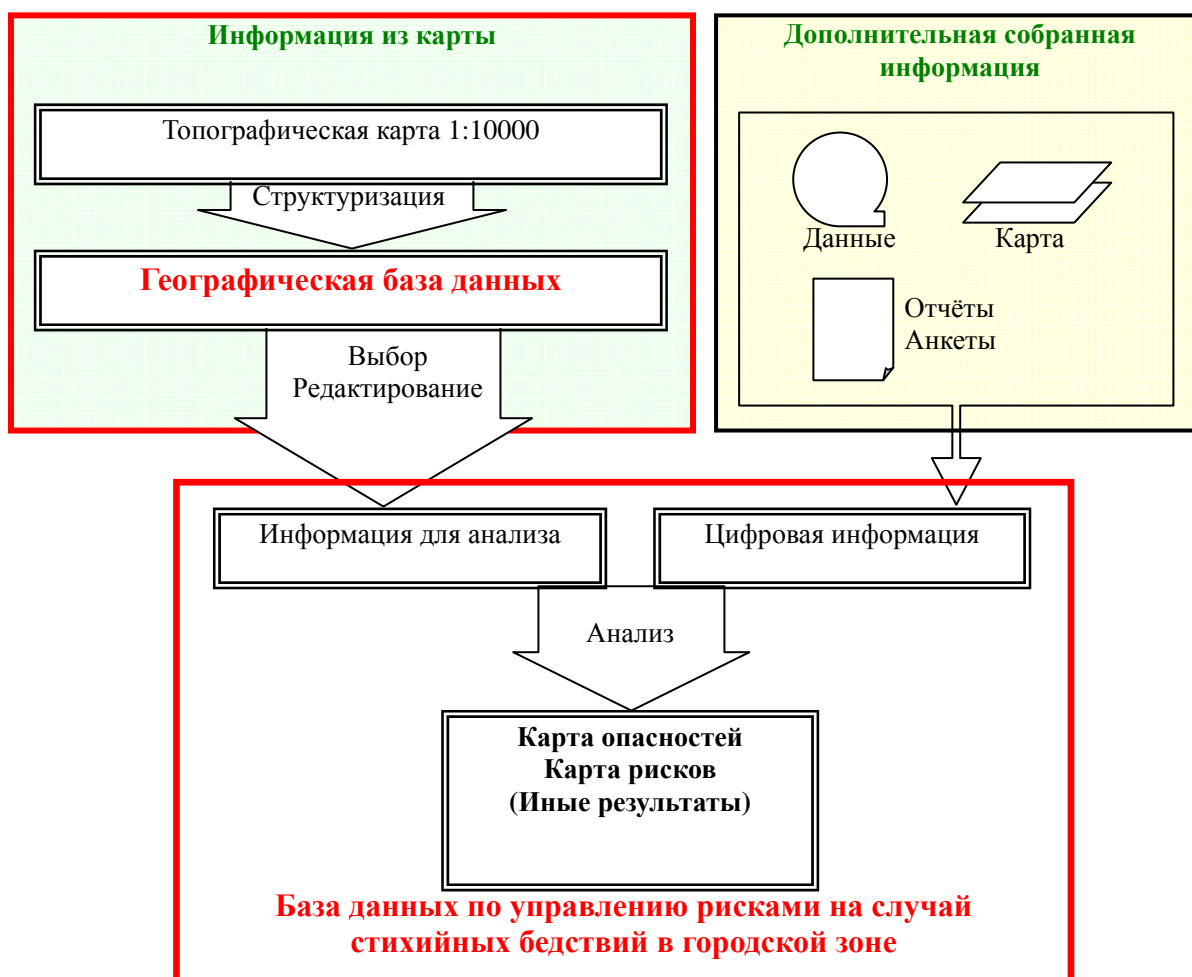 Информация из карты
Топографическая карта 1:10000
Структуризация
Географическая база данных
Выбор
Редактирование
Дополнительная собранная
информация
Данные
Карта
Отчёты
Анкеты
Информация для анализа
Цифровая информация
Анализ
Карта опасностей
Карта рисков
(Иные результаты)
База данных по управлению рисками на случай
стихийных бедствий в городской зоне